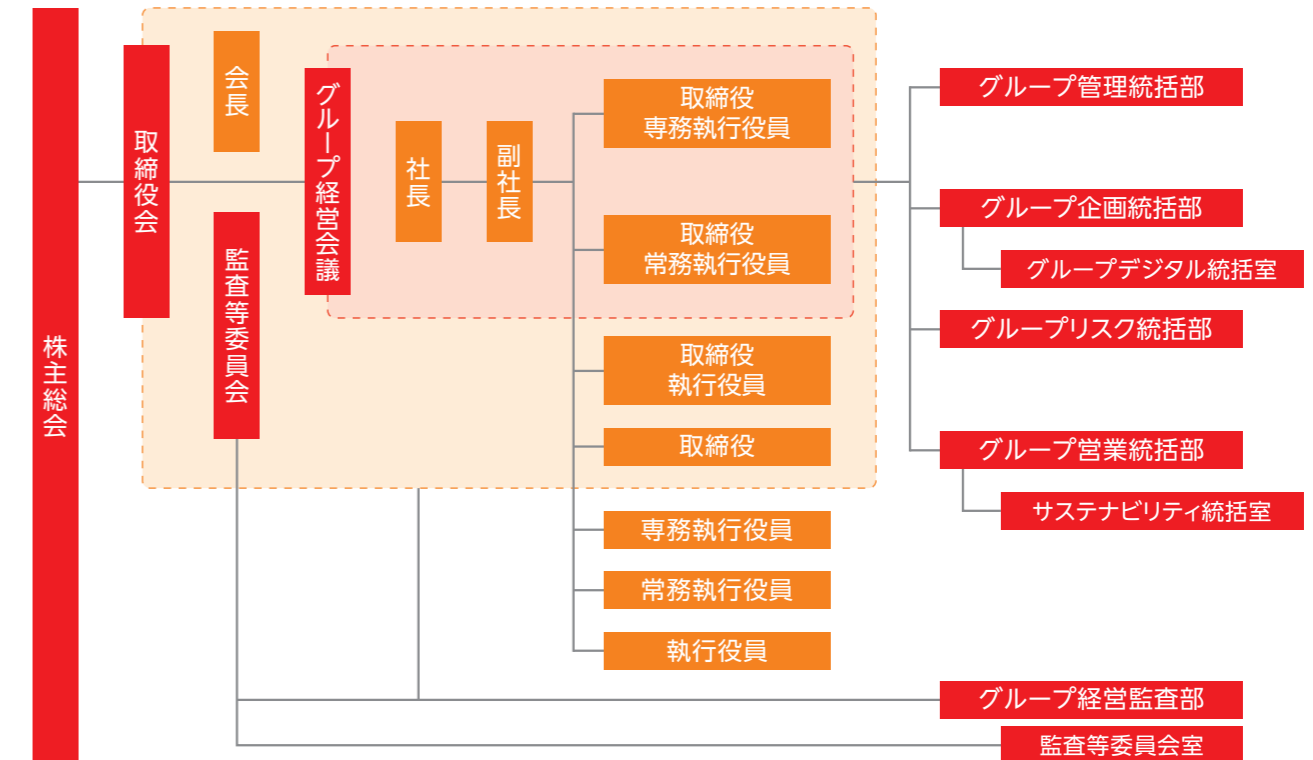 株主総会
取締役会
会長
監査等委員会
グループ経営会議
社長
副社長
取締役
専務執行役員
取締役
常務執行役員
取締役
執行役員
取締役
専務執行役員
常務執行役員
執行役員
グループ管理統括部
グループ企画統括部
グループデジタル統括室
グループリスク統括部
グループ営業統括部
サステナビリティ統括室
グループ経営監査部
監査等委員会室